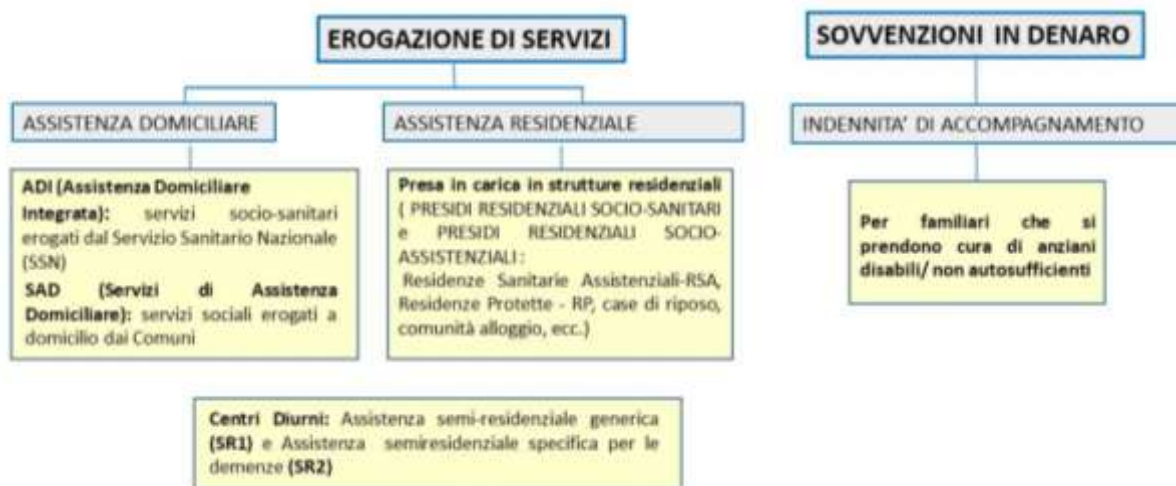 EROGAZIONE DI SERVIZI
SOVVENZIONI IN DENARO
ASSISTENZA DOMICILIARE
ASSISTENZA RESIDENZIALE
INDENNITA' DI ACCOMPAGNAMENTO
ADI (Assistenza Domiciliare
Integrata): servizi socio-sanitari
erogati dal Servizio Sanitario Nazionale
(SSN)
SAD (Servizi di Assistenza
Domiciliare): servizi sociali erogati a
domicilio dai Comuni
Presa in carica in strutture residenziali
( PRESIDI RESIDENZIALI SOCIO-SANITARI
e PRESIDI RESIDENZIALI SOCIO-
ASSISTENZIALI :
Residenze Sanitarie Assistenziali-RSA,
Residenze Protette - RP, case di riposo,
comunità alloggio, ecc.)
Per familiari che si
prendono cura di anziani
disabili/ non autosufficienti
Centri Diurni: Assistenza semi-residenziale generica
(SR1) e Assistenza semiresidenziale specifica per le
demenze (SR2)